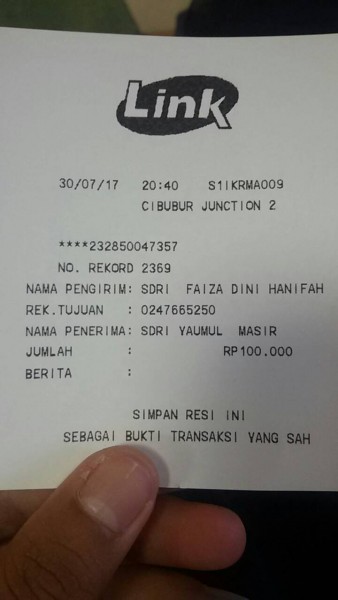 Link
30/07/17 20:40 S1IKRMA009
CIBUBUR JUNCTION 2
****232850047357
NO. REKORD 2369
NAMA PENGIRIM: SDRI FAIZA DINI HANIFAH
REK.TUJUAN : 0247665250
NAMA PENERIMA: SDRI YAUMUL MASIR
JUMLAH : RP100.000
BERITA :
SIMPAN RESI INI
SEBAGAI BUKTI TRANSAKSI YANG SAH